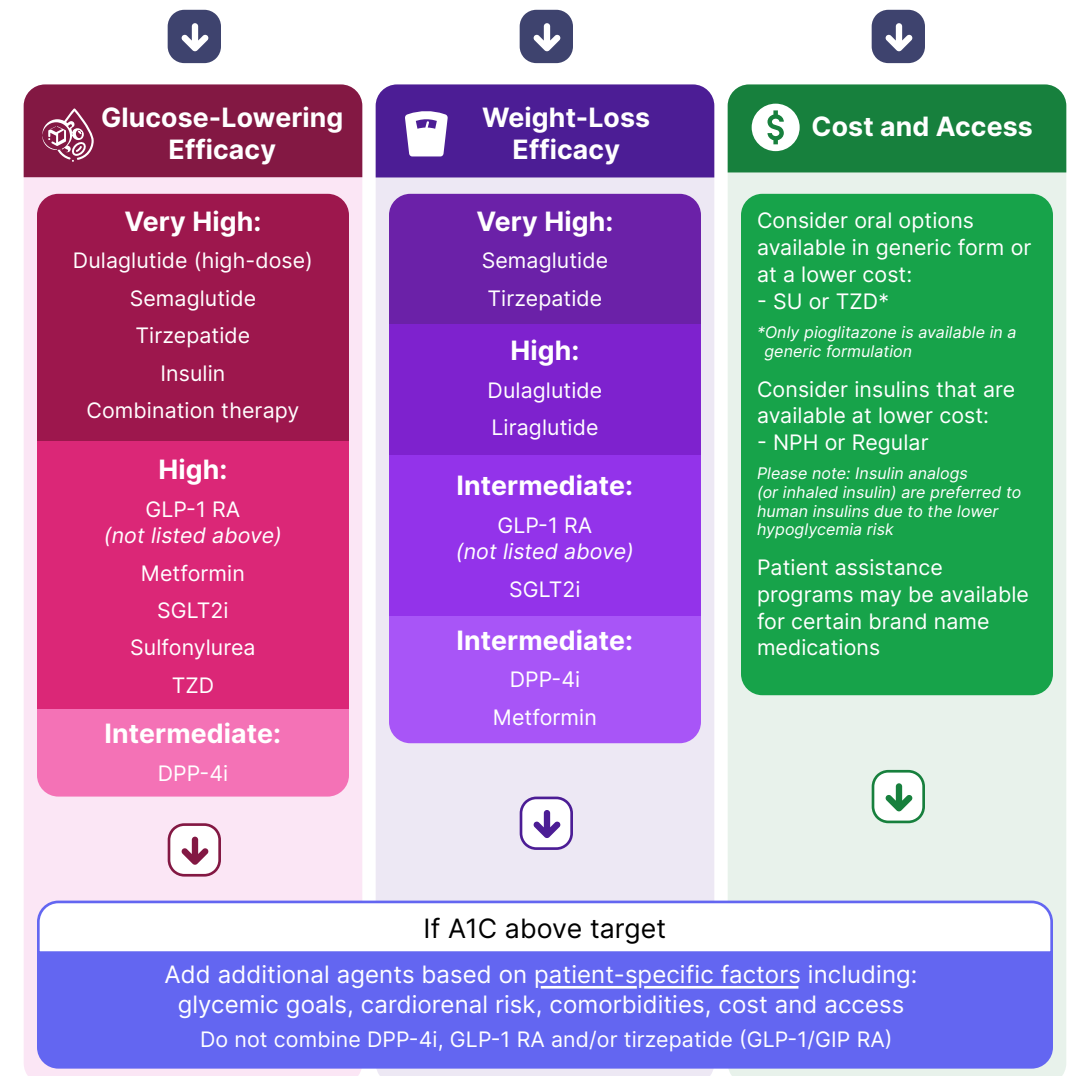 Glucose-Lowering
Efficacy
Very High:
Dulaglutide (high-dose)
Semaglutide
Tirzepatide
Insulin
Combination therapy
High:
GLP-1 RA
(not listed above)
Metformin
SGLT2i
Sulfonylurea
TZD
Intermediate:
DPP-4i
Weight-Loss
Efficacy
Very High:
Semaglutide
Tirzepatide
High:
Dulaglutide
Liraglutide
Intermediate:
GLP-1 RA
(not listed above)
SGLT2i
Intermediate:
DPP-4i
Metformin
$ Cost and Access
Consider oral options
available in generic form or
at a lower cost:
- SU or TZD*
*Only pioglitazone is available in a
generic formulation
Consider insulins that are
available at lower cost:
- NPH or Regular
Please note: Insulin analogs
(or inhaled insulin) are preferred to
human insulins due to the lower
hypoglycemia risk
Patient assistance
programs may be available
for certain brand name
medications
If A1C above target
Add additional agents based on patient-specific factors including:
glycemic goals, cardiorenal risk, comorbidities, cost and access
Do not combine DPP-4i, GLP-1 RA and/or tirzepatide (GLP-1/GIP RA)